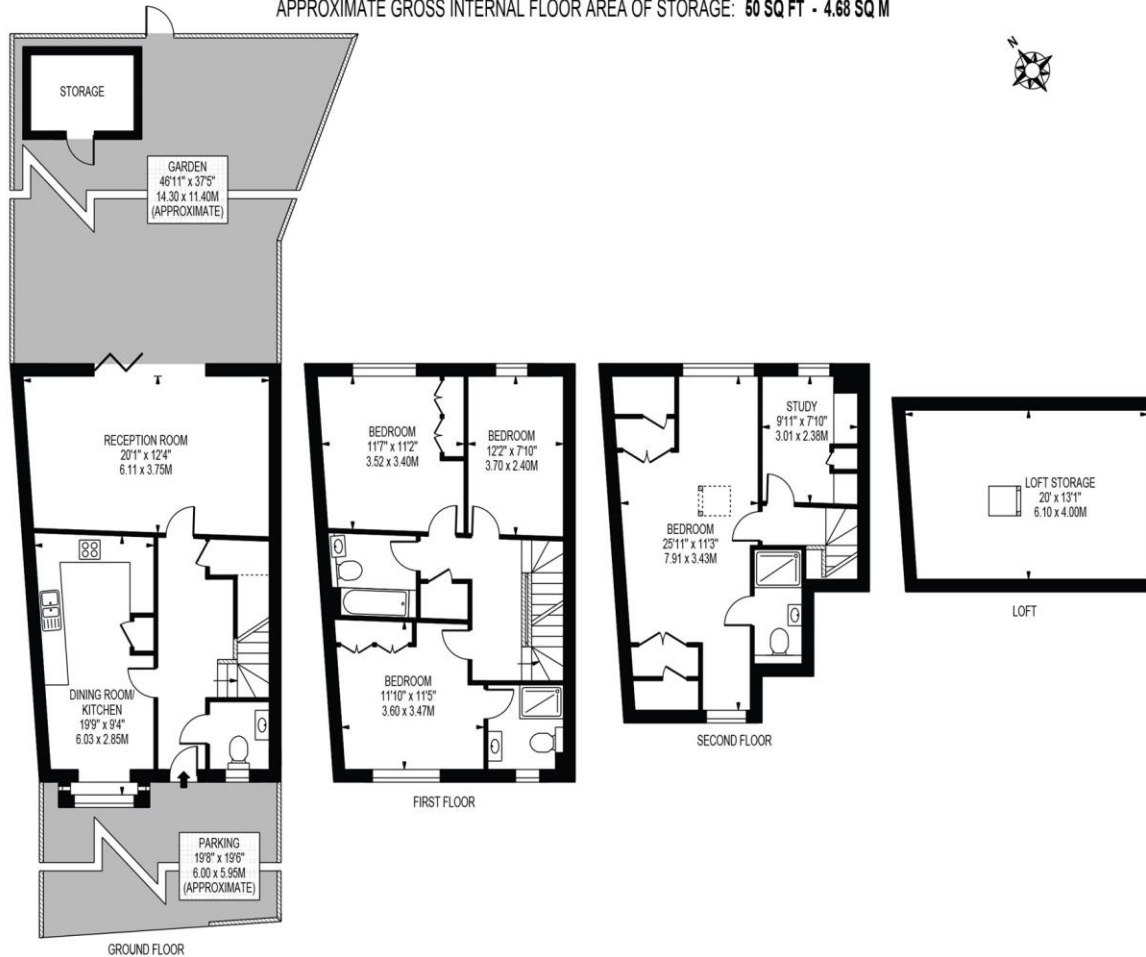 APPROXIMATE GROSS INTERNAL FLOOR AREA OF STORAGE: 50 SQ FT - 4.68 SQ M
N
STORAGE
GARDEN
46'11" x 37'5"
14.30 x 11.40M
(APPROXIMATE)
RECEPTION ROOM
20'1" x 12'4"
6.11 x 3.75M
DINING ROOM/
KITCHEN
19'9" x 9'4"
6.03 x 2.85M
PARKING
19'8" x 19'6"
6.00 x 5.95M
(APPROXIMATE)
GROUND FLOOR
BEDROOM
11'7" x 11'2"
3.52 x 3.40M
BEDROOM
12'2" x 7'10"
3.70 x 2.40M
BEDROOM
11'10" x 11'5"
3.60 x 3.47M
FIRST FLOOR
STUDY
9'11" x 7'10"
3.01 x 2.38M
BEDROOM
25'11" x 11'3"
7.91 x 3.43M
SECOND FLOOR
LOFT STORAGE
20' x 13'1"
6.10 x 4.00M
LOFT